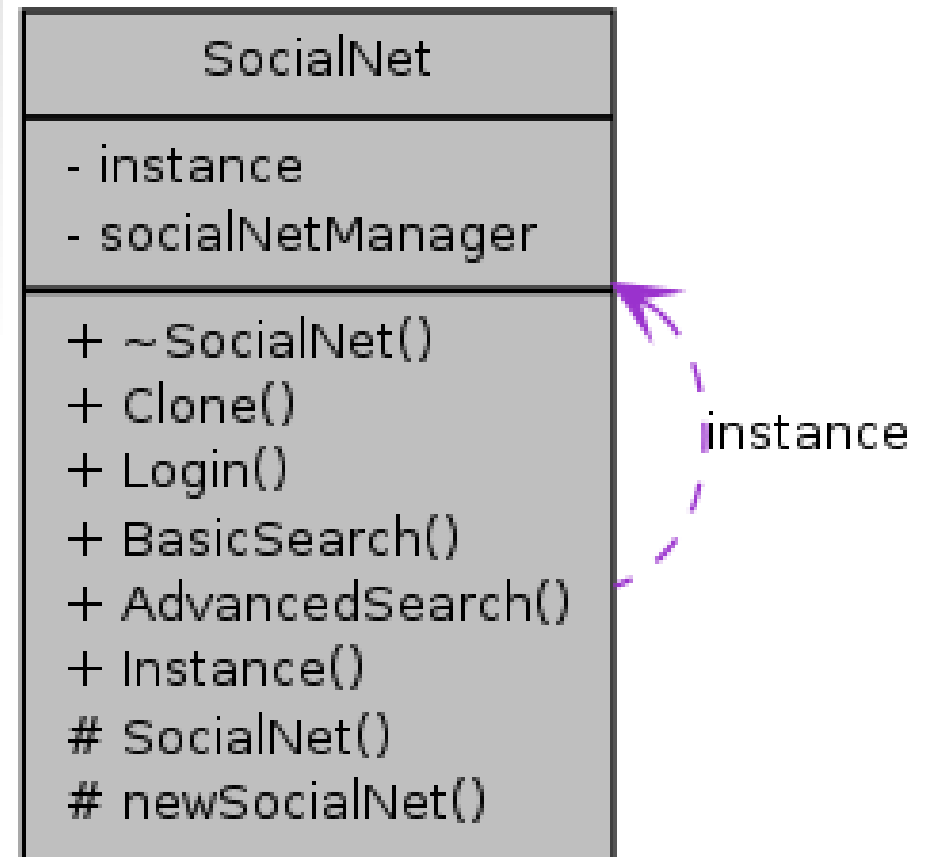 SocialNet
- instance
- socialNetManager
+ ~SocialNet()
+ Clone()
+ Login()
+ BasicSearch()
+ AdvancedSearch()
+ Instance()
# SocialNet()
# newSocialNet()
instance